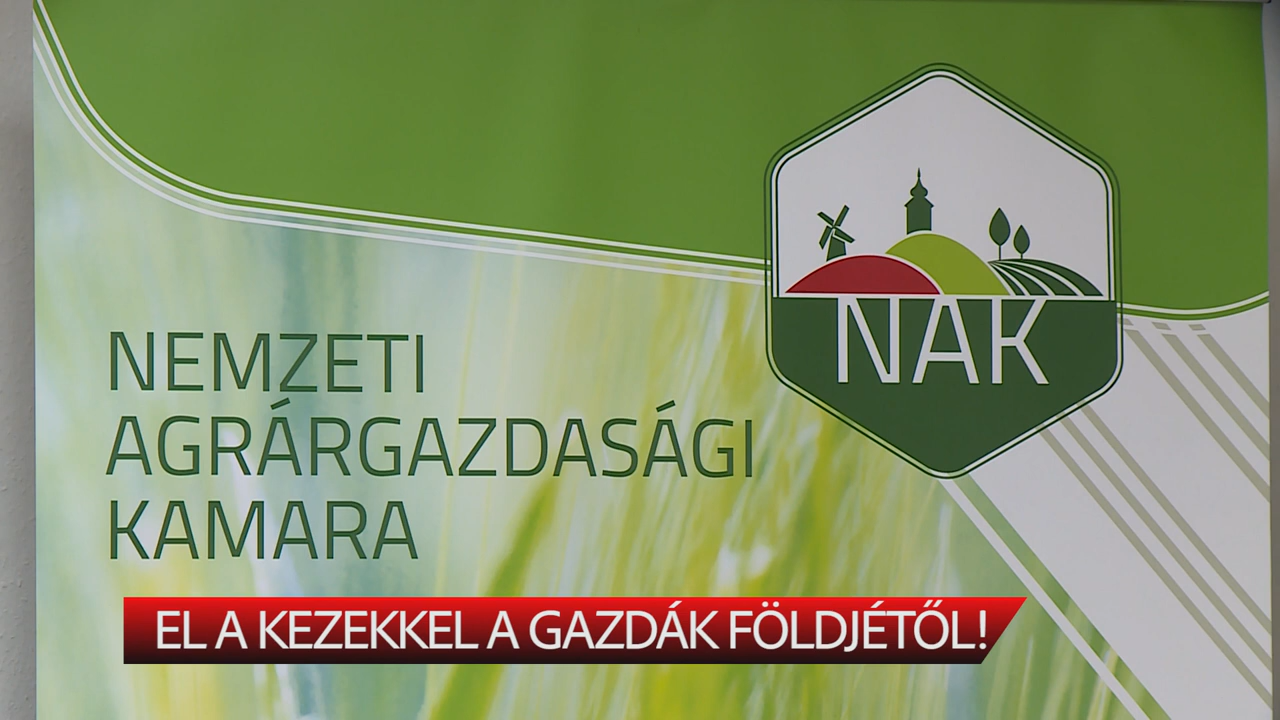 NAK
NEMZETI
AGRÁRGAZDASÁGI
KAMARA
EL A KEZEKKEL A GAZDÁK FÖLDJÉTŐL!